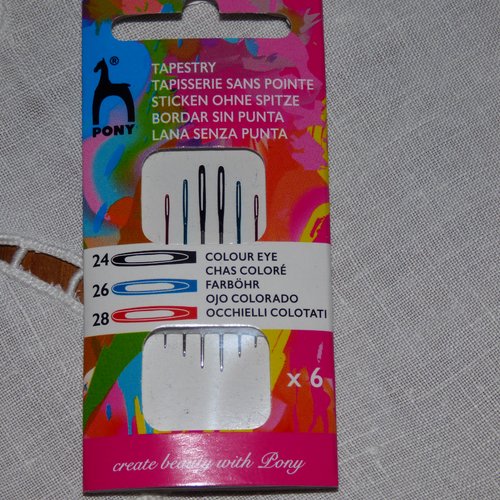 ®
PONY
TAPESTRY
TAPISSERIE SANS POINTE
STICKEN OHNE SPITZE
BORDAR SIN PUNTA
LANA SENZA PUNTA
24 COLOUR EYE
CHAS COLORÉ
26 FARBÖHR
OJO COLORADO
28 OCCHIELLI COLOTATI
x 6
create beauty with Pony